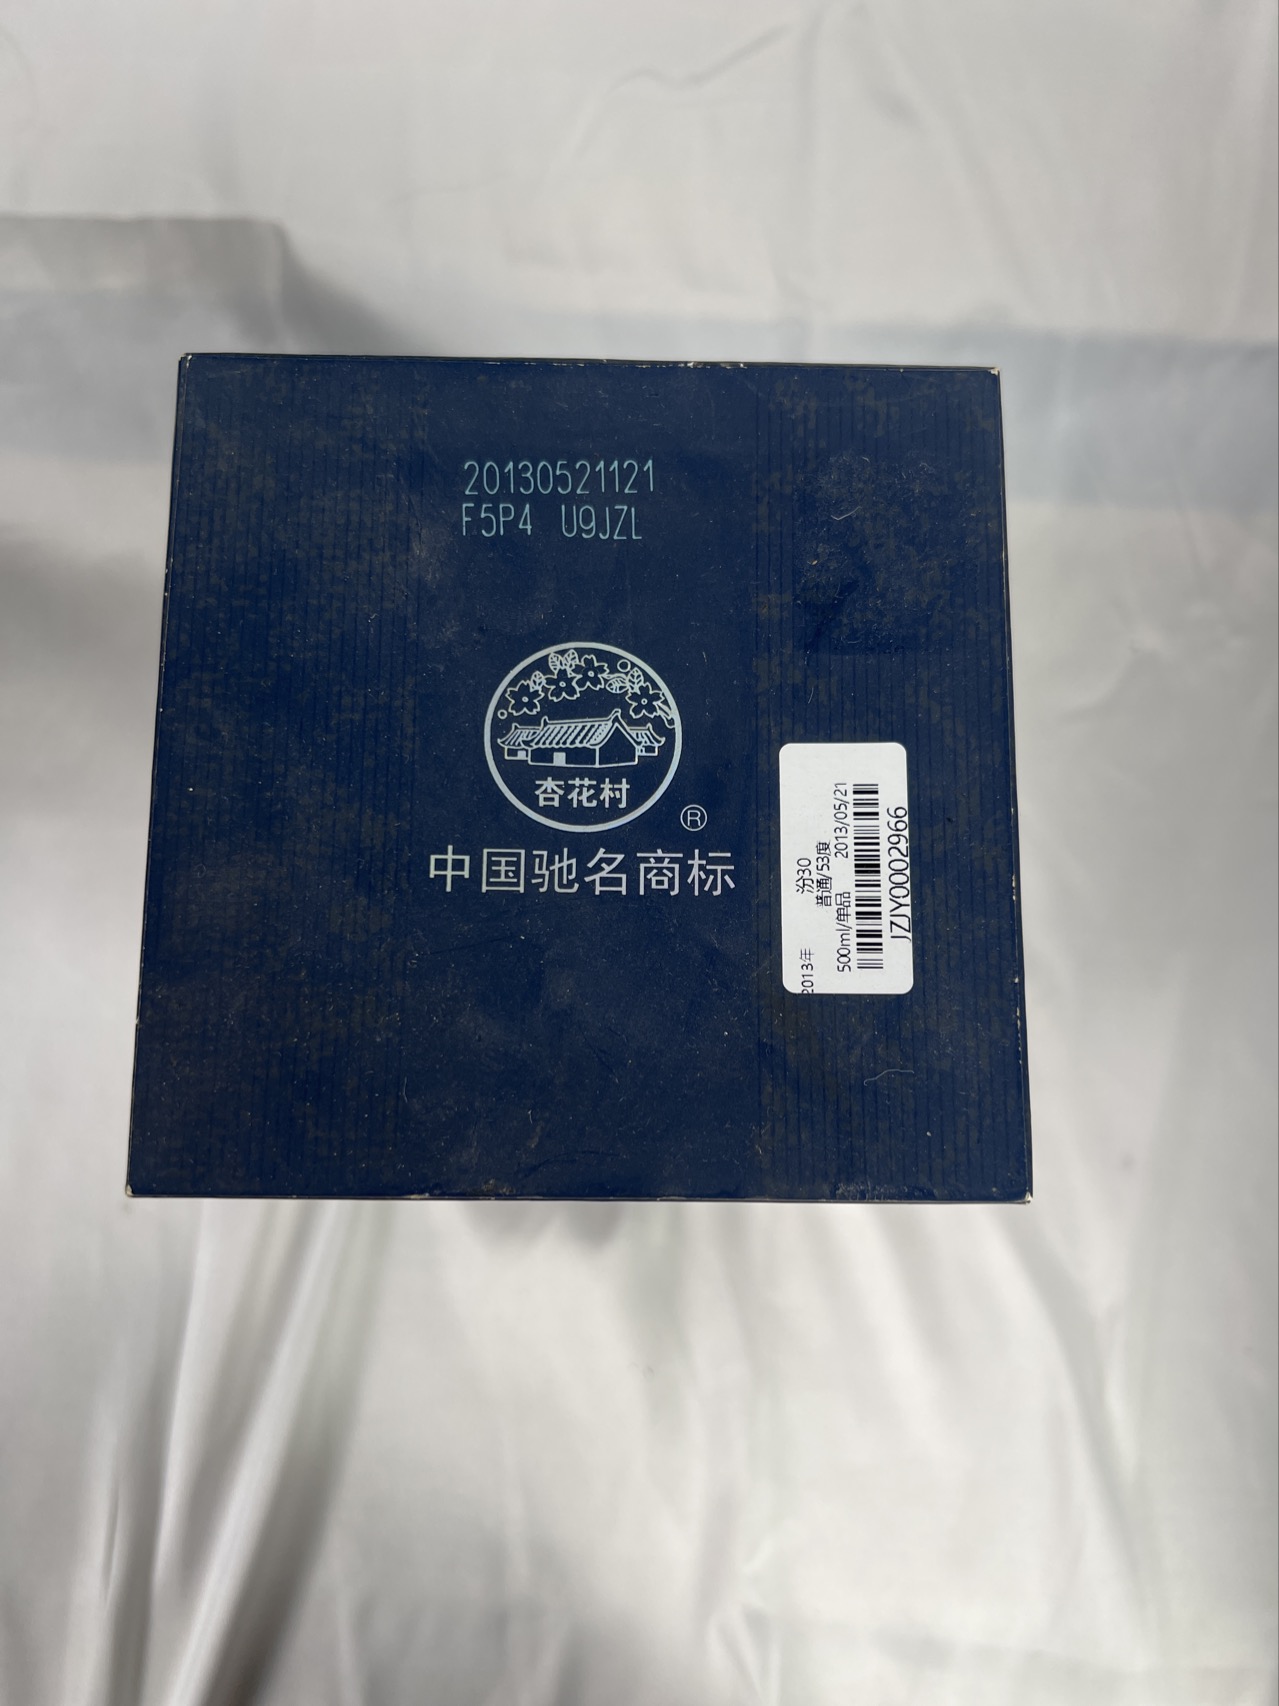 20130521121
F5P4 U9JZL
杏花村
®
中国驰名商标
2013年 汾30
普通/53度
500ml/单品 2013/05/21
JZJY0002966